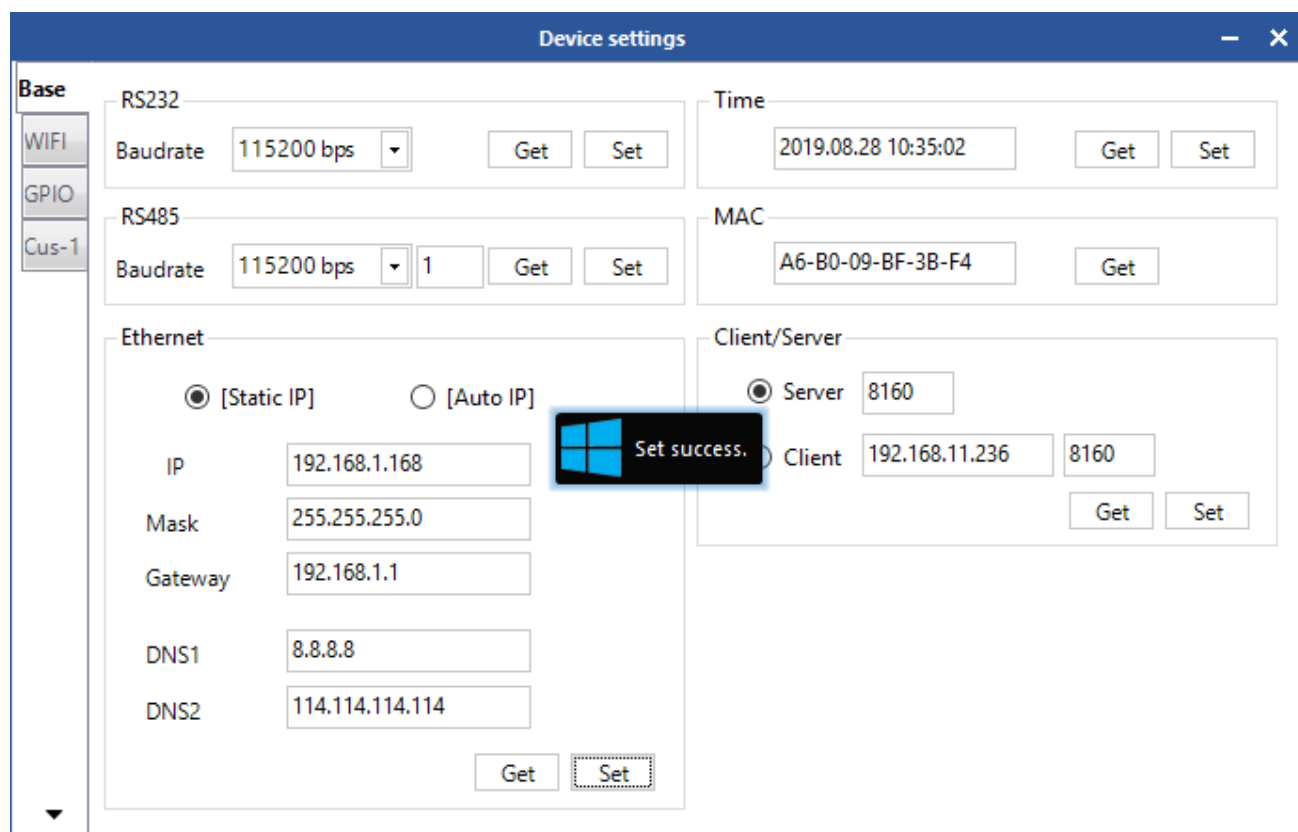 Device settings
Base
WIFI
GPIO
Cus-1
RS232
Baudrate 115200 bps Get Set
Time
2019.08.28 10:35:02 Get Set
RS485
Baudrate 115200 bps 1 Get Set
MAC
A6-B0-09-BF-3B-F4 Get
Ethernet
[Static IP] [Auto IP]
IP 192.168.1.168
Mask 255.255.255.0
Gateway 192.168.1.1
DNS1 8.8.8.8
DNS2 114.114.114.114
Get Set
Client/Server
Server 8160
Client 192.168.11.236 8160
Get Set
Set success.